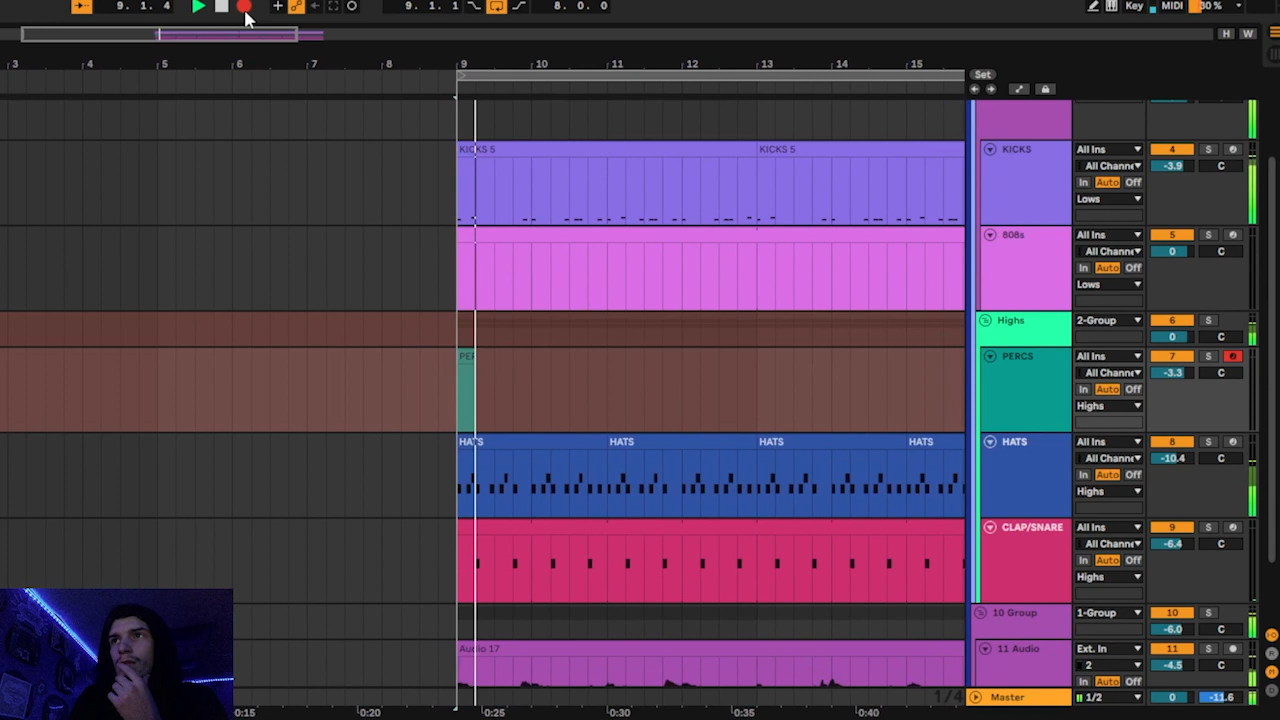 9. 1. 4
9. 1. 1
8. 0. 0
Key
MIDI
30 %
H W
3 4 5 6 7 8 9 10 11 12 13 14 15
Set
KICKS 5
KICKS 5
KICKS
All Ins
4
S
All Channe
-3.9
C
In Auto Off
Lows
808s
All Ins
5
S
All Channe
0
C
In Auto Off
Lows
Highs
2-Group
6
S
0
C
PER
PERCS
All Ins
7
S
All Channe
-3.3
C
In Auto Off
Highs
HATS
HATS
HATS
HATS
HATS
All Ins
8
S
All Channe
-10.4
C
In Auto Off
Highs
CLAP/SNARE
All Ins
9
S
All Channe
-6.4
C
In Auto Off
Highs
10 Group
1-Group
10
S
-6.0
C
Audio 17
11 Audio
Ext. In
11
S
2
-4.5
C
In Auto Off
1/4
Master
1/2
0
-11.6
0:15
0:20
0:25
0:30
0:35
0:40